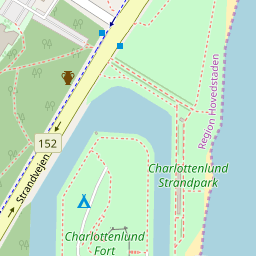 Region Hovedstaden
152
Strandvejen
Charlottenlund
Strandpark
Charlottenlund
Fort